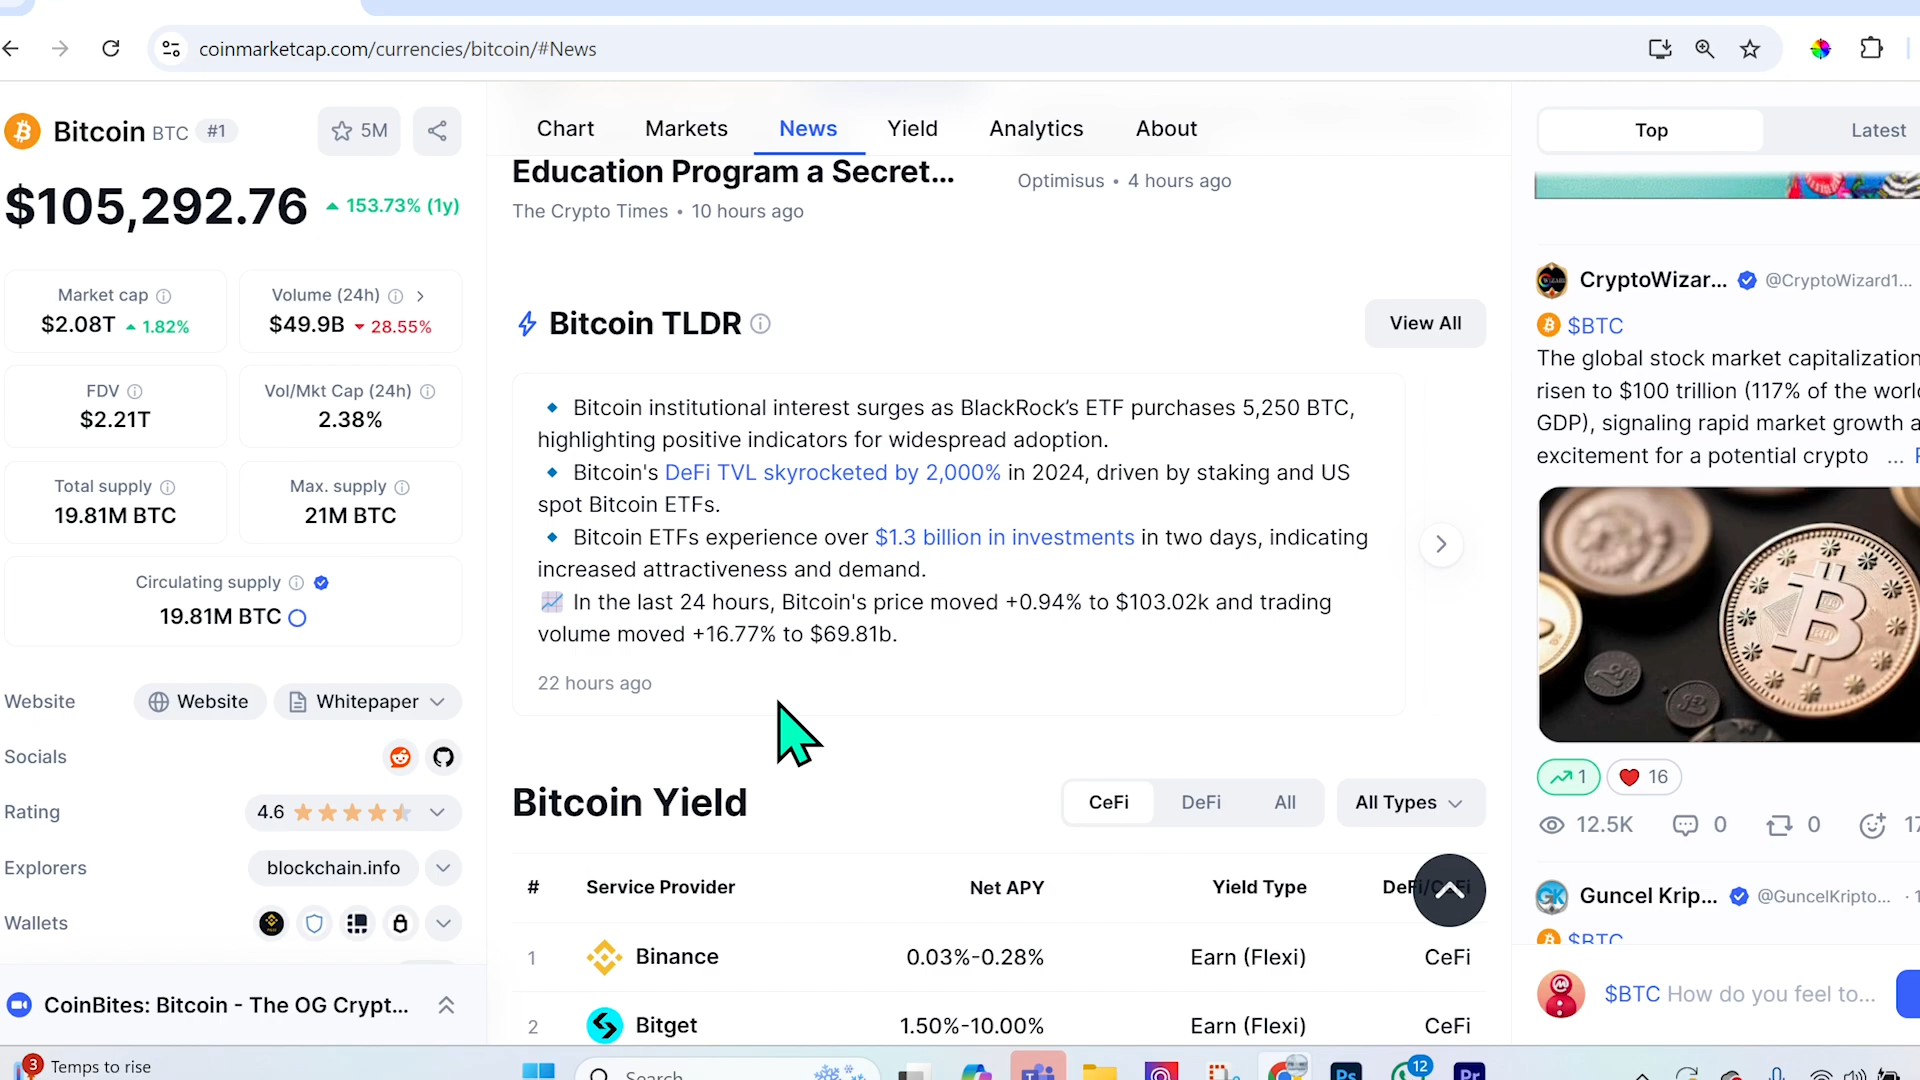 coinmarketcap.com/currencies/bitcoin/#News
Bitcoin BTC #1
5M
$105,292.76
153.73% (1y)
Market cap
$2.08T 1.82%
Volume (24h)
$49.9B 28.55%
FDV
$2.21T
Vol/Mkt Cap (24h)
2.38%
Total supply
19.81M BTC
Max. supply
21M BTC
Circulating supply
19.81M BTC
Website Website Whitepaper
Socials
Rating 4.6
Explorers blockchain.info
Wallets
CoinBites: Bitcoin - The OG Crypt...
Chart Markets News Yield Analytics About
Education Program a Secret...
The Crypto Times • 10 hours ago
Optimisus • 4 hours ago
Bitcoin TLDR
View All
Bitcoin institutional interest surges as BlackRock’s ETF purchases 5,250 BTC,
highlighting positive indicators for widespread adoption.
Bitcoin's DeFi TVL skyrocketed by 2,000% in 2024, driven by staking and US
spot Bitcoin ETFs.
Bitcoin ETFs experience over $1.3 billion in investments in two days, indicating
increased attractiveness and demand.
In the last 24 hours, Bitcoin's price moved +0.94% to $103.02k and trading
volume moved +16.77% to $69.81b.
22 hours ago
Bitcoin Yield
CeFi DeFi All All Types
# Service Provider Net APY Yield Type
1 Binance 0.03%-0.28% Earn (Flexi) CeFi
2 Bitget 1.50%-10.00% Earn (Flexi) CeFi
Top Latest
CryptoWizar... @CryptoWizard1...
$BTC
The global stock market capitalization
risen to $100 trillion (117% of the
GDP), signaling rapid market growth
excitement for a potential crypto ...
1 16
12.5K 0 0
Guncel Krip... @GuncelKripto...
$BTC
$BTC How do you feel to...
3 Temps to rise
Search
Ps
12
Pr